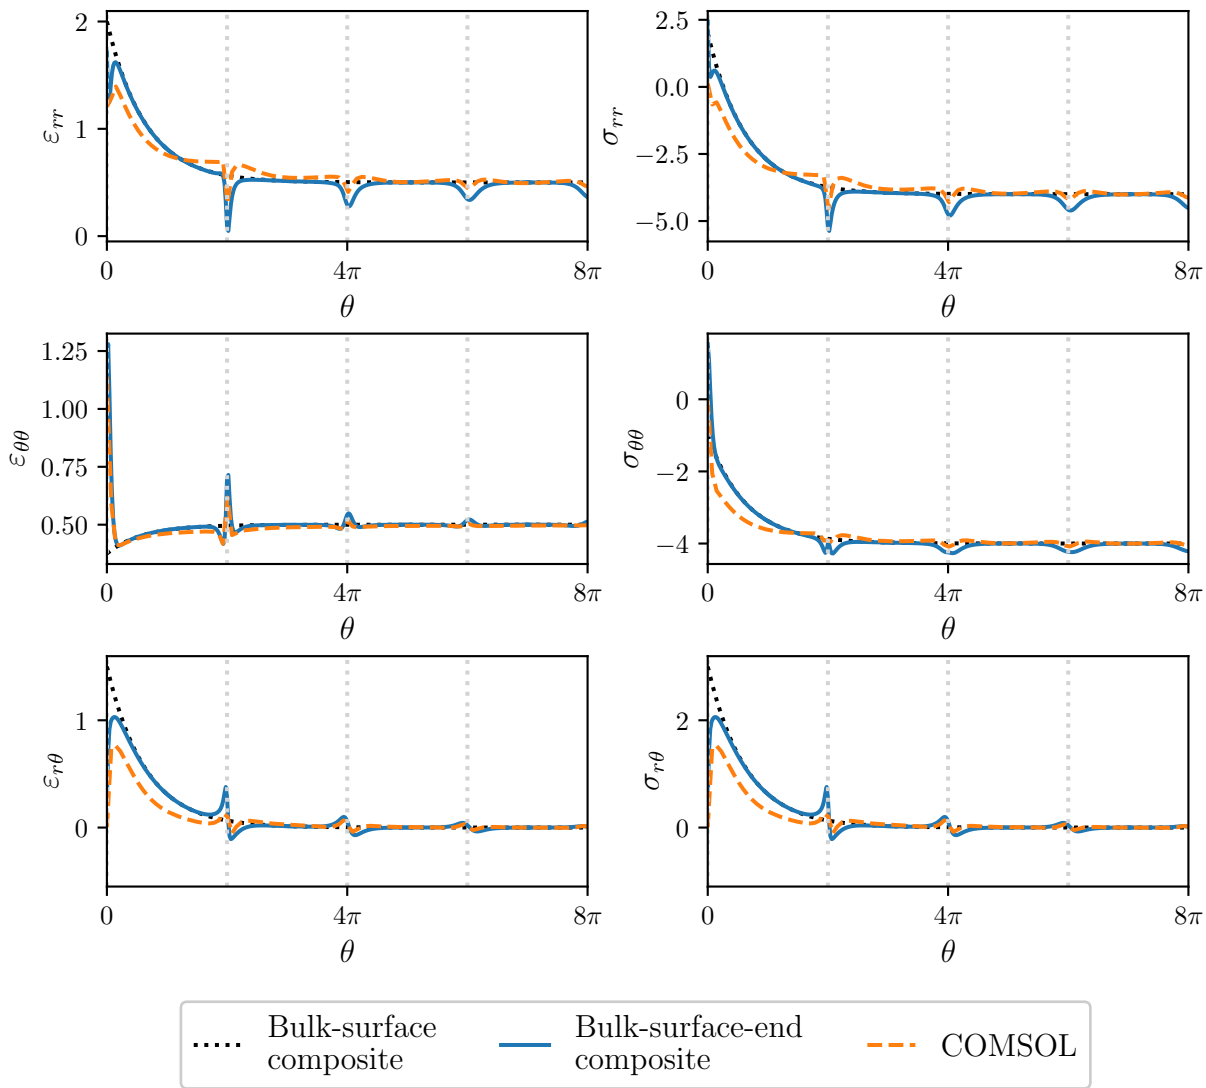 2
1
0
ε_rr
0
4π
8π
θ
2.5
0.0
−2.5
−5.0
σ_rr
0
4π
8π
θ
1.25
1.00
0.75
0.50
ε_θθ
0
4π
8π
θ
0
−2
−4
σ_θθ
0
4π
8π
θ
1
0
ε_rθ
0
4π
8π
θ
2
0
σ_rθ
0
4π
8π
θ
Bulk-surface
composite
Bulk-surface-end
composite
COMSOL